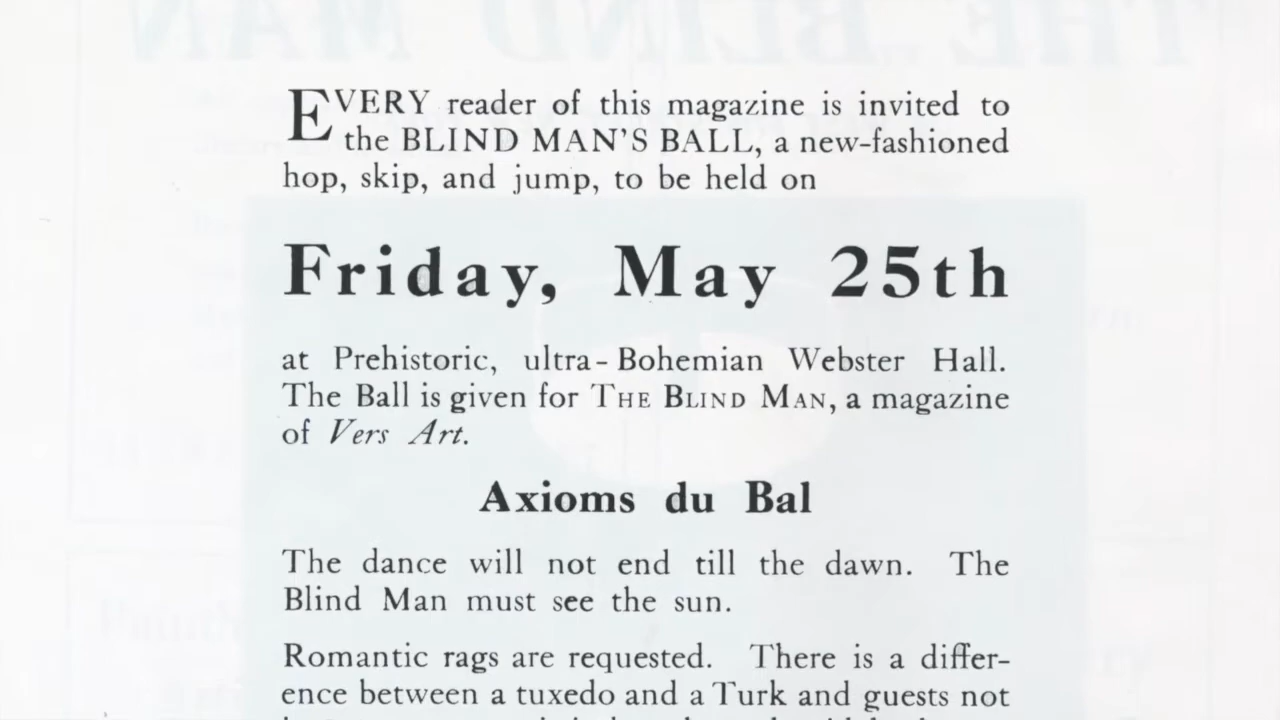 THE BLIND MAN
EVERY reader of this magazine is invited to
the BLIND MAN'S BALL, a new-fashioned
hop, skip, and jump, to be held on
Friday, May 25th
at Prehistoric, ultra-Bohemian Webster Hall.
The Ball is given for THE BLIND MAN, a magazine
of Vers Art.
Axioms du Bal
The dance will not end till the dawn. The
Blind Man must see the sun.
Romantic rags are requested. There is a differ-
ence between a tuxedo and a Turk and guests not